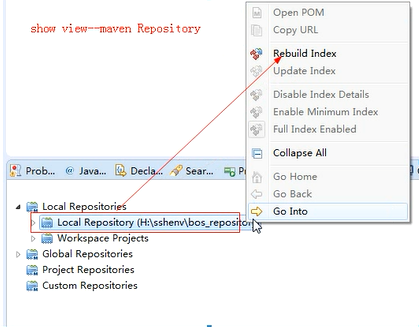 show view--maven Repository
Open POM
Copy URL
Rebuild Index
Update Index
Disable Index Details
Enable Minimum Index
Full Index Enabled
Collapse All
Go Home
Go Back
Go Into
Prob... @ Java... Decla... Sear... Pr
Local Repositories
Local Repository (H:\sshenv\bos_repositor
Workspace Projects
Global Repositories
Project Repositories
Custom Repositories